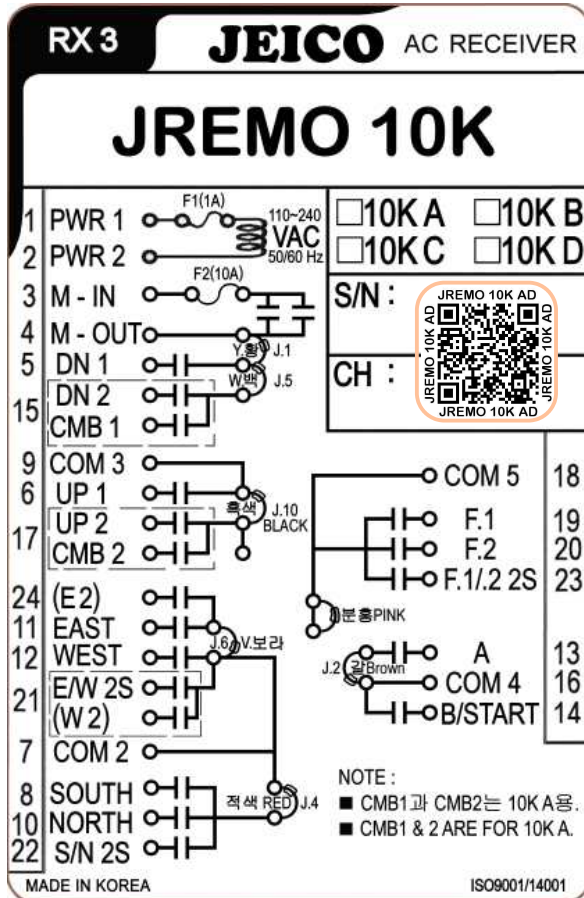 RX 3 JEICO AC RECEIVER
JREMO 10K
1 PWR 1 F1(1A) 110~240
VAC
2 PWR 2 50/60 Hz
3 M - IN F2(10A)
4 M - OUT
Y.황 J.1
5 DN 1
W백 J.5
15 DN 2
CMB 1
9 COM 3
6 UP 1
흑색 J.10
BLACK
17 UP 2
CMB 2
24 (E 2)
11 EAST
J.6 V.보라
12 WEST
21 E/W 2S
(W 2)
7 COM 2
8 SOUTH
적색 RED J.4
10 NORTH
22 S/N 2S
□10K A □10K B
□10K C □10K D
S/N :
CH :
JREMO 10K AD
JREMO 10K AD
JREMO 10K AD
JREMO 10K AD
COM 5 18
F.1 19
F.2 20
F.1/.2 2S 23
분홍PINK
A 13
J.2 갈Brown
COM 4 16
B/START 14
NOTE :
■ CMB1과 CMB2는 10K A용.
■ CMB1 & 2 ARE FOR 10K A.
MADE IN KOREA ISO9001/14001